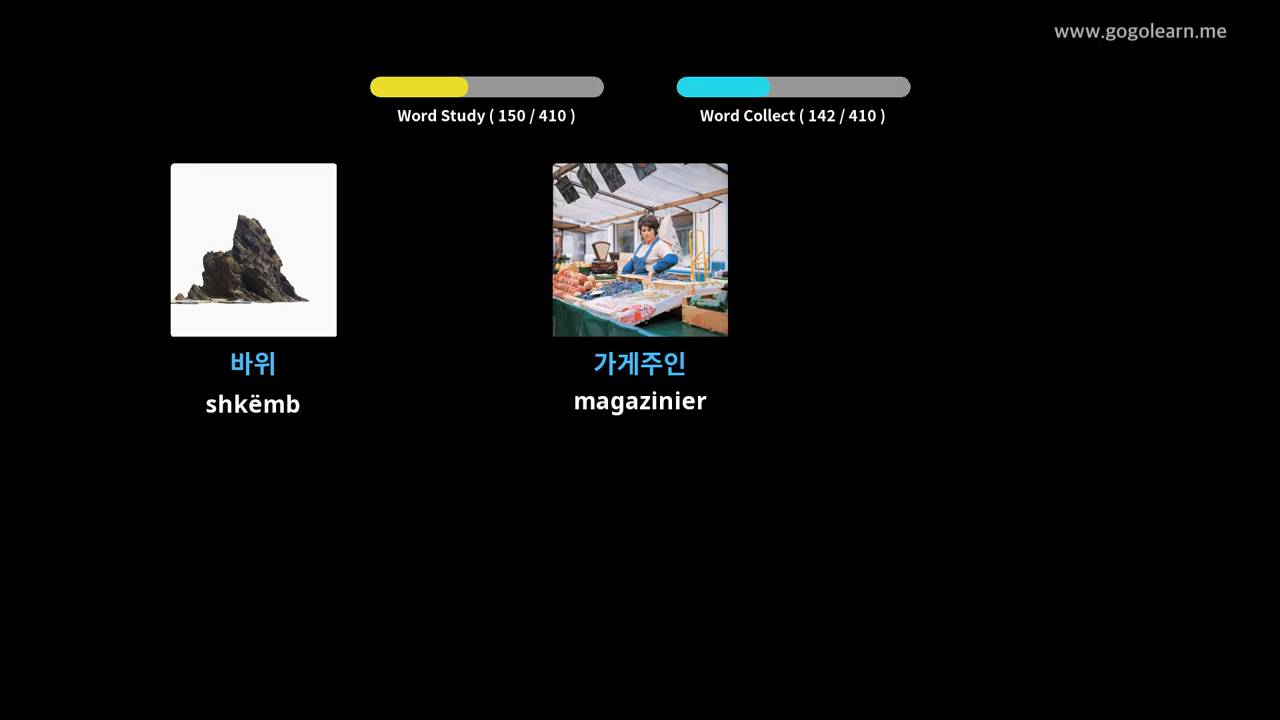 www.gogolearn.me
Word Study ( 150 / 410 )
Word Collect ( 142 / 410 )
바위
shkëmb
가게주인
magazinier